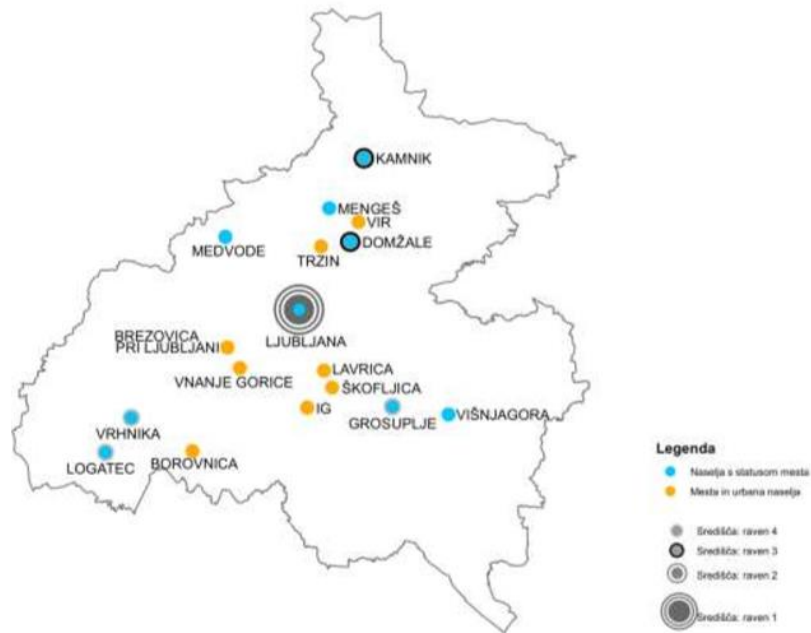 KAMNIK
MENGEŠ
VIR
MEDVODE
DOMŽALE
TRZIN
LJUBLJANA
BREZOVICA
PRI LJUBLJANI
VNANJE GORICE
LAVRICA
ŠKOFLJICA
IG
GROSUPLJE
VIŠNJAGORA
VRHNIKA
LOGATEC
BOROVNICA
Legenda
Naselja s statusom mesta
Mesta in urbana naselja
Središča: raven 4
Središča: raven 3
Središča: raven 2
Središča: raven 1